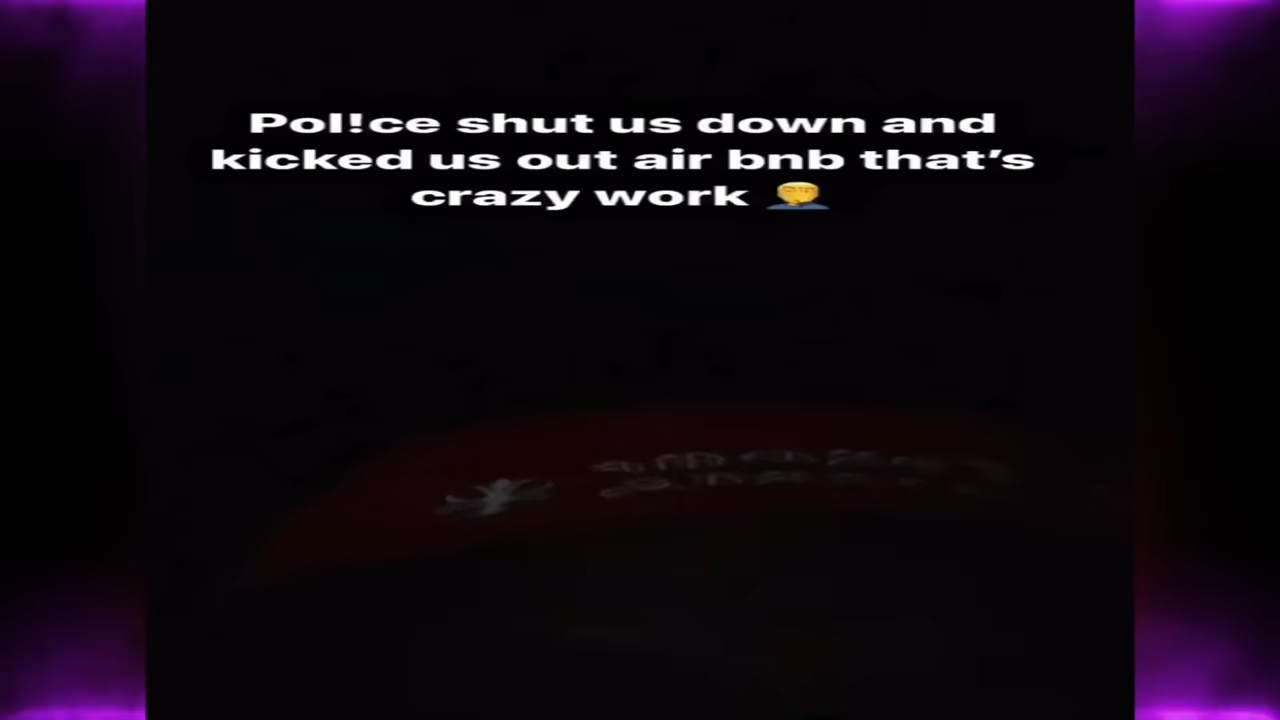 Pol!ce shut us down and
kicked us out air bnb that’s
crazy work 🤦‍♂️